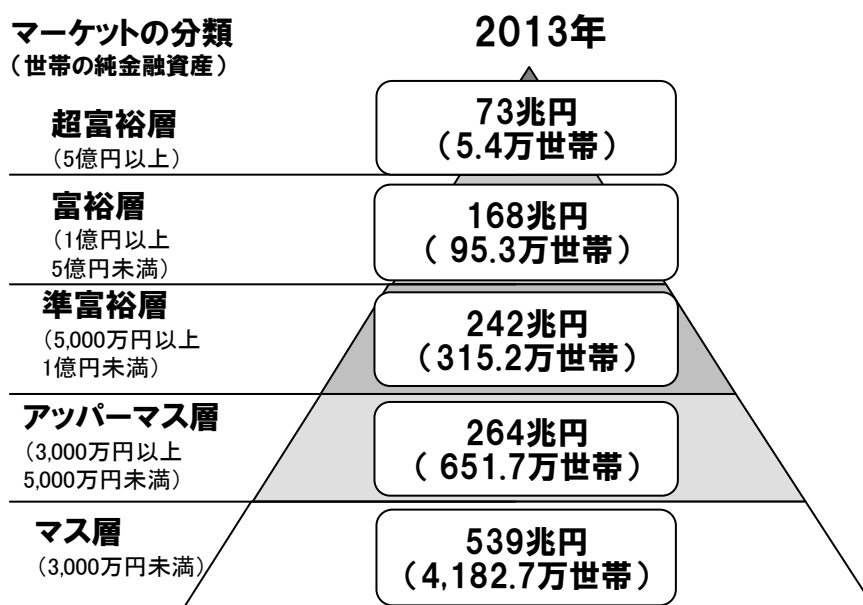 マーケットの分類
（世帯の純金融資産）
2013年
超富裕層
（5億円以上）
73兆円
（5.4万世帯）
富裕層
（1億円以上
5億円未満）
168兆円
（ 95.3万世帯）
準富裕層
（5,000万円以上
1億円未満）
242兆円
（315.2万世帯）
アッパーマス層
（3,000万円以上
5,000万円未満）
264兆円
（ 651.7万世帯）
マス層
（3,000万円未満）
539兆円
（4,182.7万世帯）